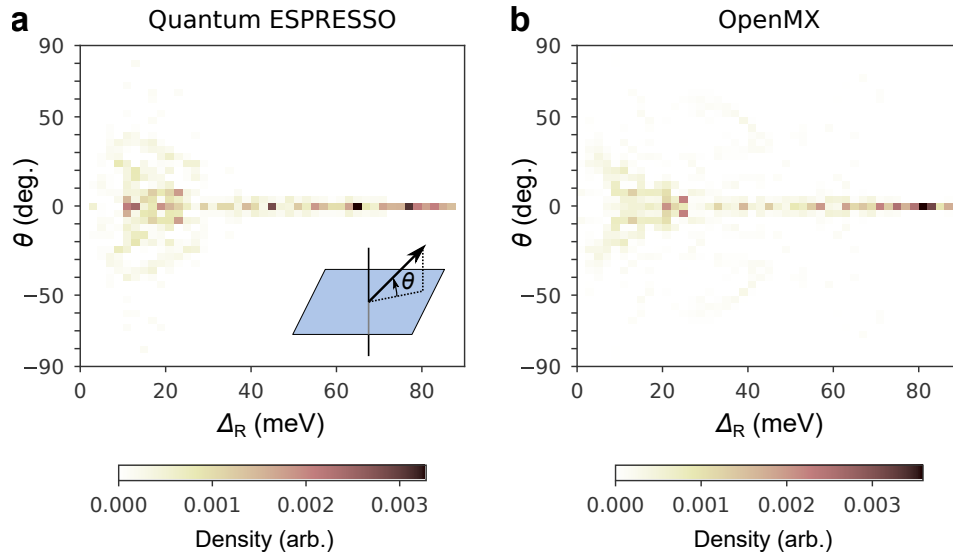 a
Quantum ESPRESSO
90
50
0
−50
−90
θ (deg.)
θ
0
20
40
60
80
Δ_R (meV)
0.000
0.001
0.002
0.003
Density (arb.)
b
OpenMX
90
50
0
−50
−90
θ (deg.)
0
20
40
60
80
Δ_R (meV)
0.000
0.001
0.002
0.003
Density (arb.)